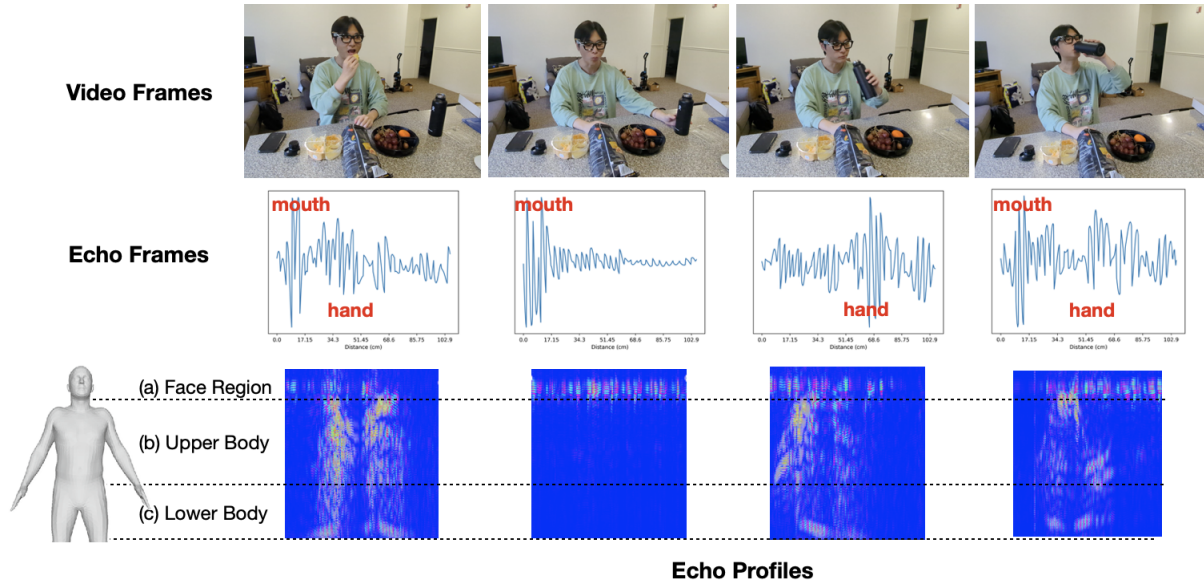 Video Frames
Echo Frames
mouth
hand
0.0 17.15 34.3 51.45 68.6 85.75 102.9
Distance (cm)
mouth
0.0 17.15 34.3 51.45 68.6 85.75 102.9
Distance (cm)
hand
0.0 17.15 34.3 51.45 68.6 85.75 102.9
Distance (cm)
mouth
hand
0.0 17.15 34.3 51.45 68.6 85.75 102.9
Distance (cm)
(a) Face Region
(b) Upper Body
(c) Lower Body
Echo Profiles